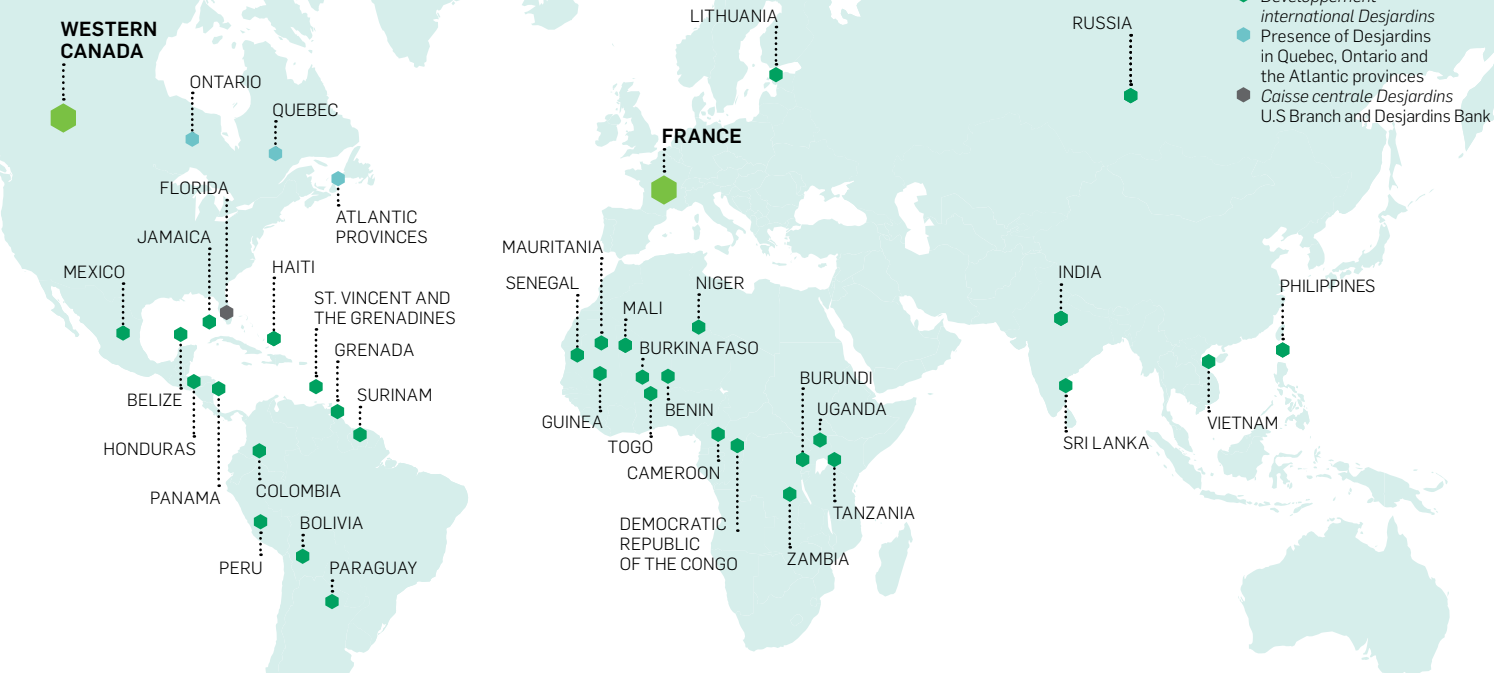 WESTERN
CANADA
ONTARIO
QUEBEC
FLORIDA
ATLANTIC
PROVINCES
JAMAICA
MEXICO
HAITI
ST. VINCENT AND
THE GRENADINES
GRENADA
SURINAM
BELIZE
HONDURAS
PANAMA
COLOMBIA
BOLIVIA
PERU
PARAGUAY
LITHUANIA
FRANCE
RUSSIA
MAURITANIA
SENEGAL
NIGER
MALI
BURKINA FASO
GUINEA
BENIN
TOGO
CAMEROON
BURUNDI
UGANDA
DEMOCRATIC
REPUBLIC
OF THE CONGO
TANZANIA
ZAMBIA
INDIA
PHILIPPINES
SRI LANKA
VIETNAM
Développement
international Desjardins
Presence of Desjardins
in Quebec, Ontario and
the Atlantic provinces
Caisse centrale Desjardins
U.S Branch and Desjardins Bank